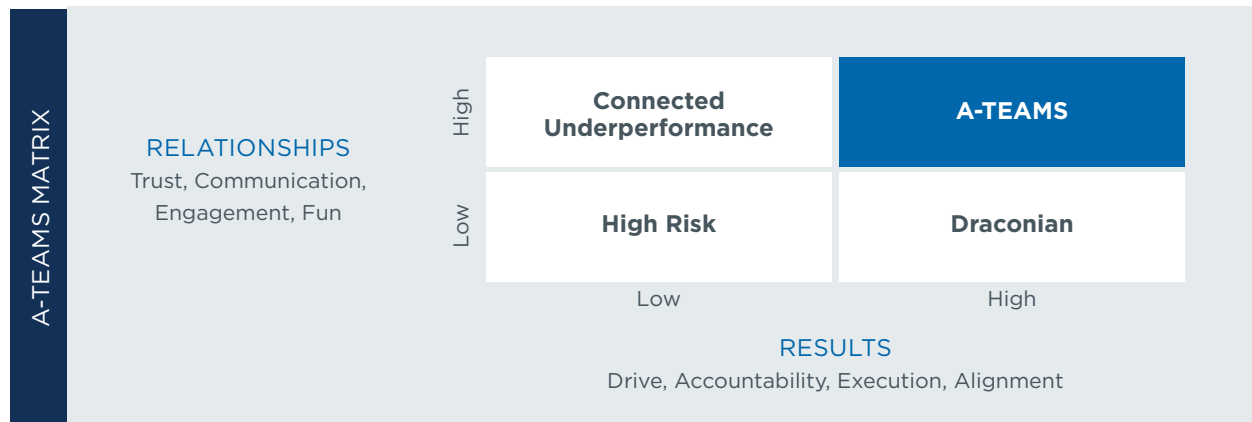 A-TEAMS MATRIX
RELATIONSHIPS
Trust, Communication,
Engagement, Fun
High
Connected
Underperformance
A-TEAMS
Low
High Risk
Draconian
Low
High
RESULTS
Drive, Accountability, Execution, Alignment